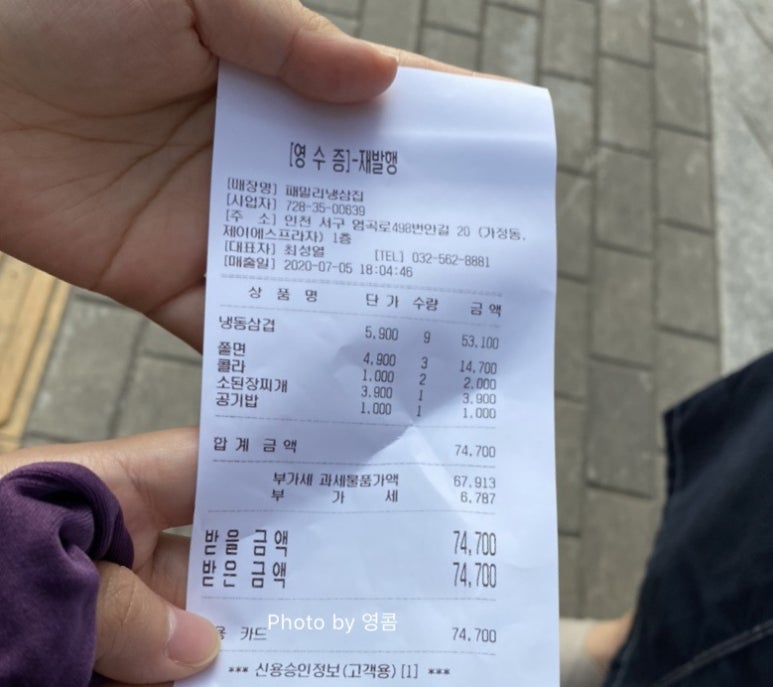 [영 수 증]-재발행
[매장명] 패밀리냉삼집
[사업자] 728-35-00639
[주 소] 인천 서구 염곡로498번안길 20 (가정동,
제이에스프라자) 1층
[대표자] 최성열 [TEL] 032-562-8881
[매출일] 2020-07-05 18:04:46
상 품 명 단 가 수량 금 액
냉동삼겹 5,900 9 53,100
쫄면 4,900 3 14,700
콜라 1,000 2 2,000
소된장찌개 3,900 1 3,900
공기밥 1,000 1 1,000
합 계 금 액 74,700
부가세 과세물품가액 67,913
부 가 세 6,787
받 을 금 액 74,700
받 은 금 액 74,700
카드 74,700
Photo by 영콤
*** 신용승인정보(고객용) [1] ***